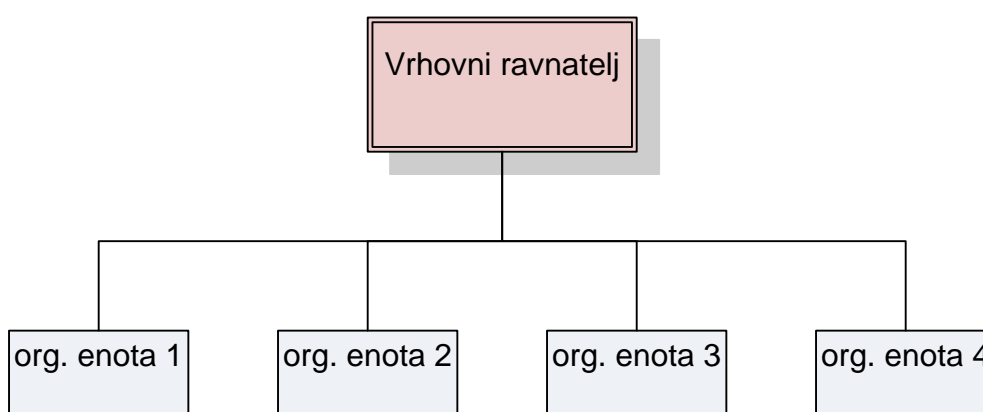 Vrhovni ravnatelj
org. enota 1
org. enota 2
org. enota 3
org. enota 4